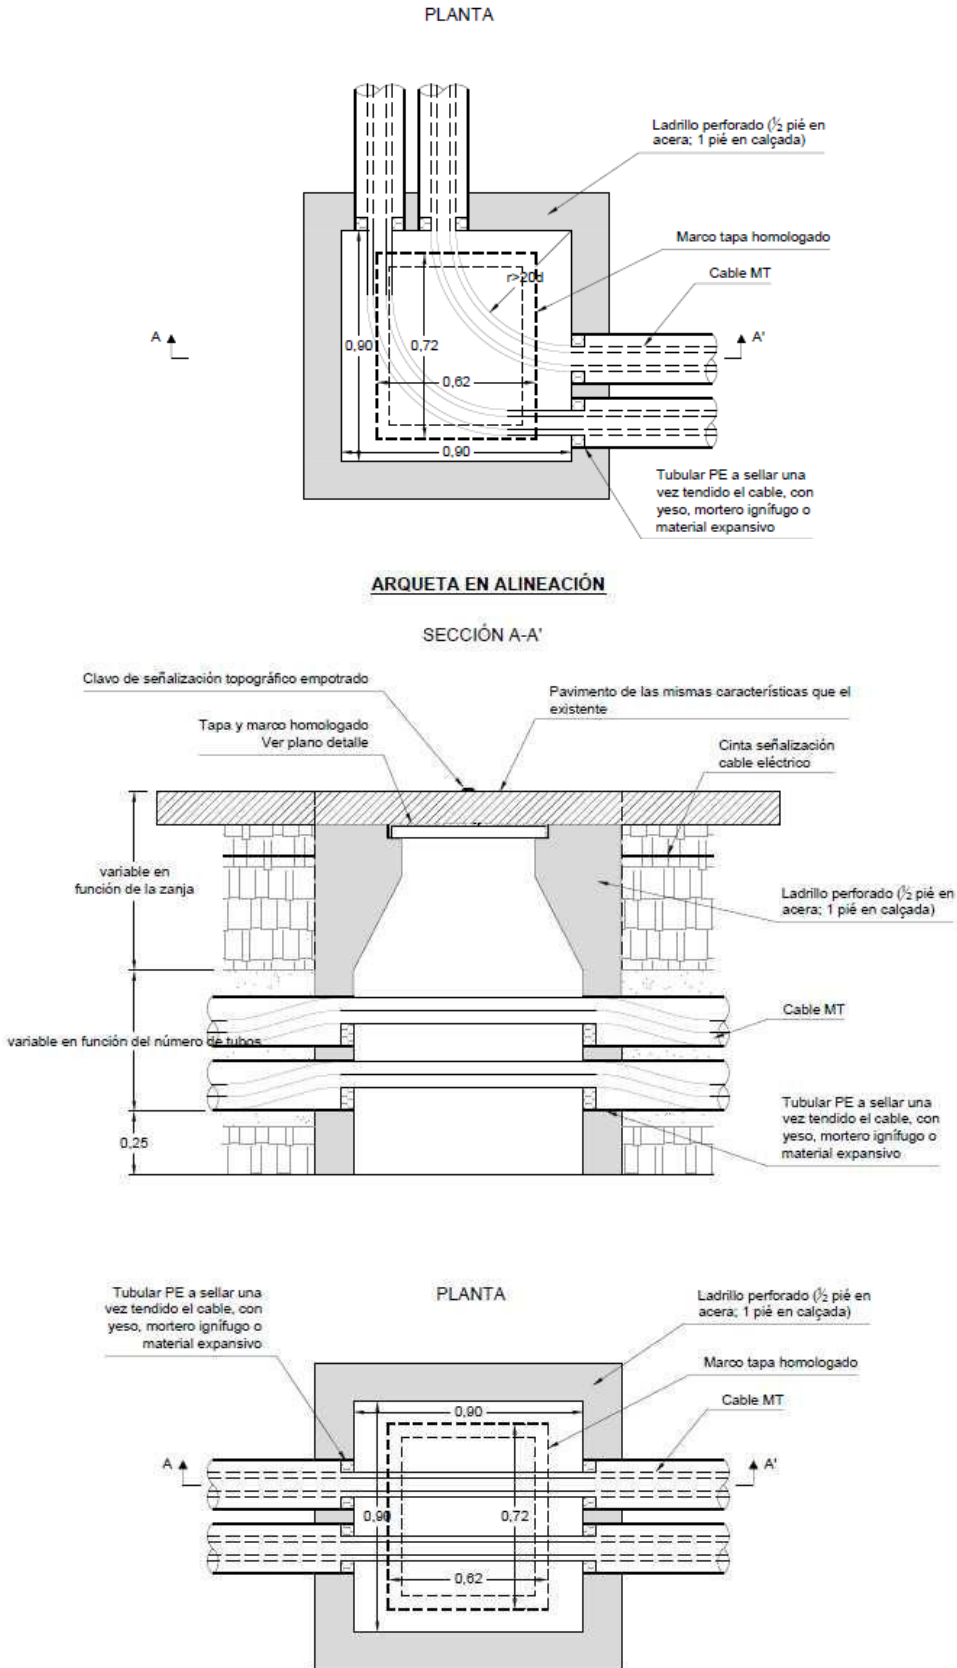 PLANTA
Ladrillo perforado (½ pié en
acera; 1 pié en calçada)
Marco tapa homologado
r>20d
Cable MT
A
A'
0,90
0,72
0,62
0,90
Tubular PE a sellar una
vez tendido el cable, con
yeso, mortero ignífugo o
material expansivo
ARQUETA EN ALINEACIÓN
SECCIÓN A-A'
Clavo de señalización topográfico empotrado
Pavimento de las mismas características que el
existente
Tapa y marco homologado
Ver plano detalle
Cinta señalización
cable eléctrico
variable en
función de la zanja
Ladrillo perforado (½ pié en
acera; 1 pié en calçada)
Cable MT
variable en función del número de tubos
Tubular PE a sellar una
vez tendido el cable, con
yeso, mortero ignífugo o
material expansivo
0,25
Tubular PE a sellar una
vez tendido el cable, con
yeso, mortero ignífugo o
material expansivo
PLANTA
Ladrillo perforado (½ pié en
acera; 1 pié en calçada)
Marco tapa homologado
Cable MT
0,90
A
A'
0,90
0,72
0,62